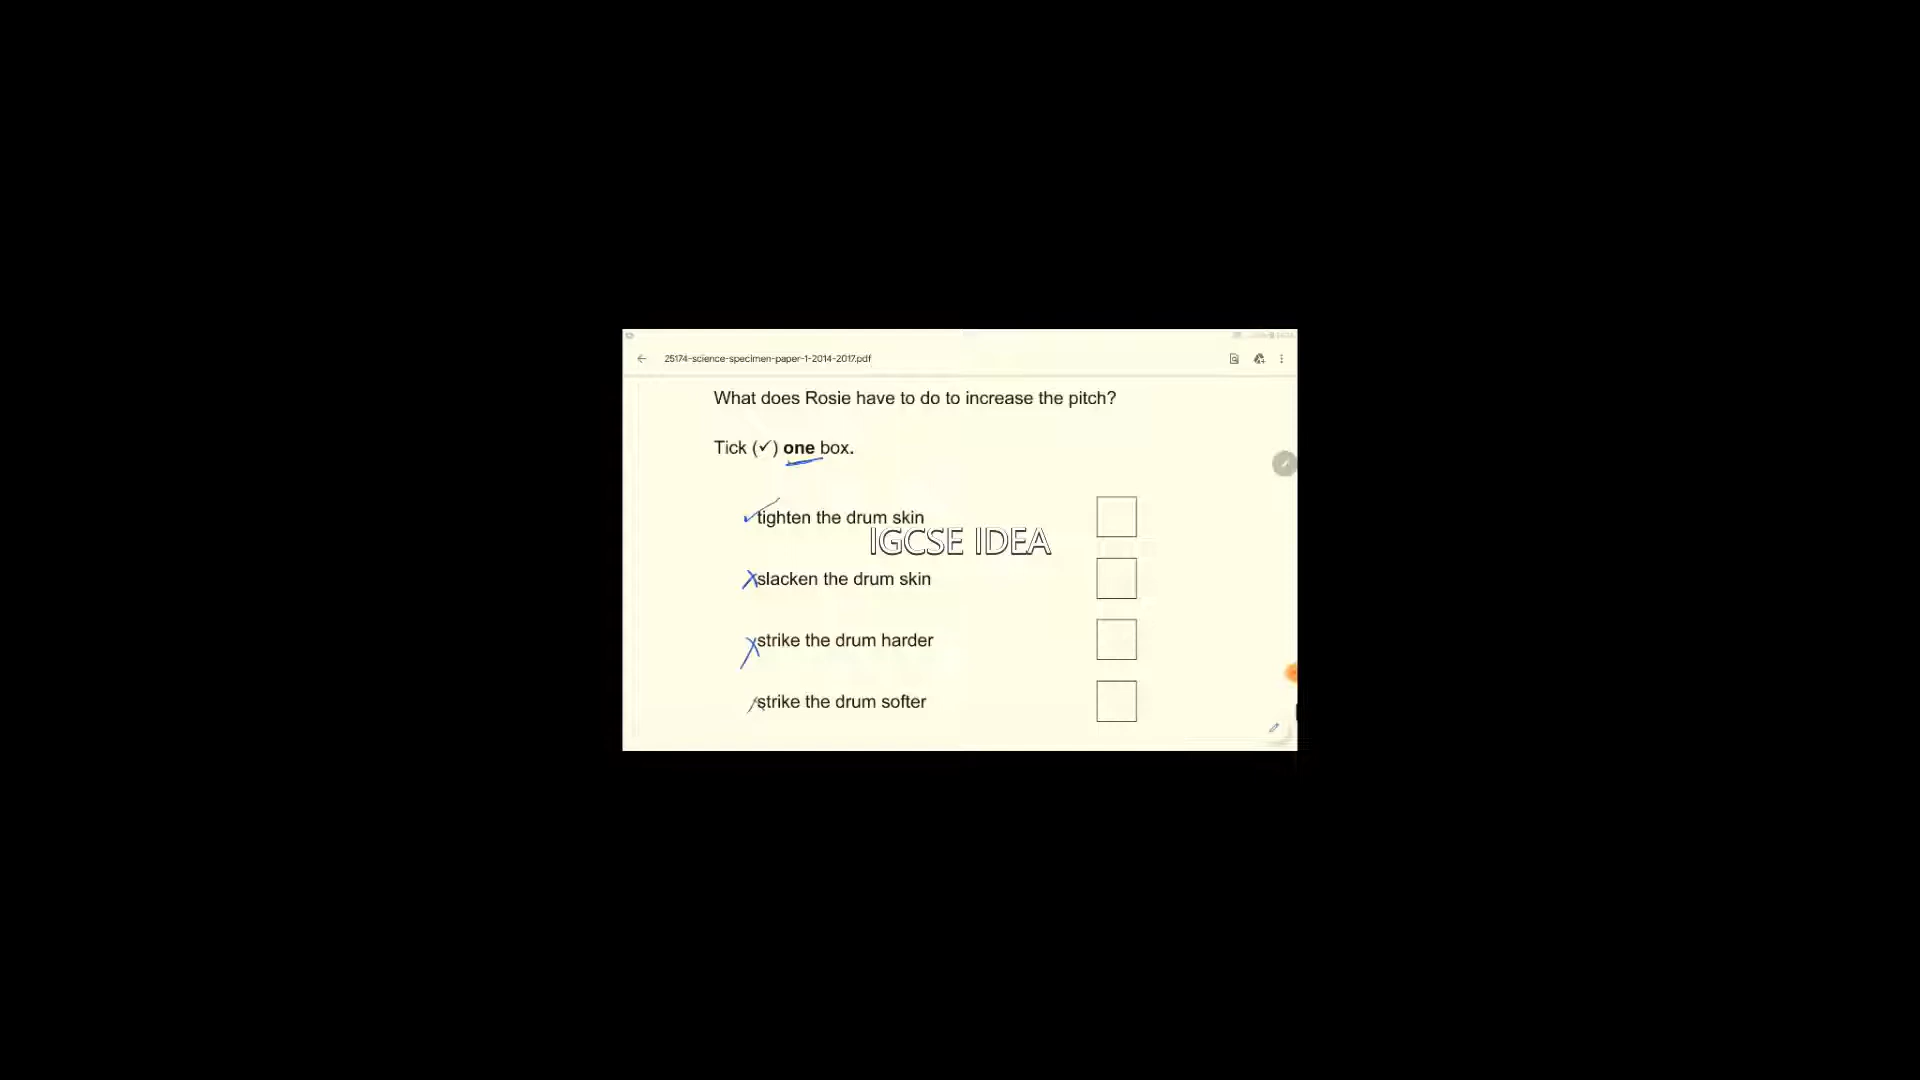 25174-science-specimen-paper-1-2014-2017.pdf
What does Rosie have to do to increase the pitch?
Tick (✓) one box.
tighten the drum skin
IGCSE IDEA
slacken the drum skin
strike the drum harder
strike the drum softer